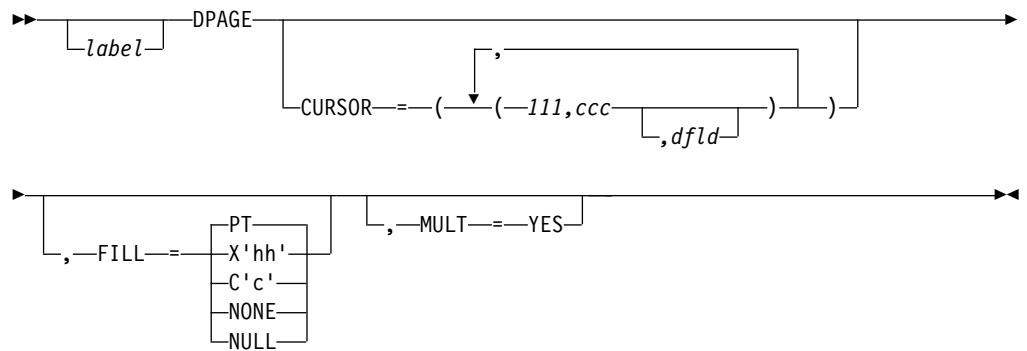 DPAGE
label
,
CURSOR = ( ( 111,ccc ) )
,dfld
, FILL = PT , MULT = YES
X'hh'
C'c'
NONE
NULL